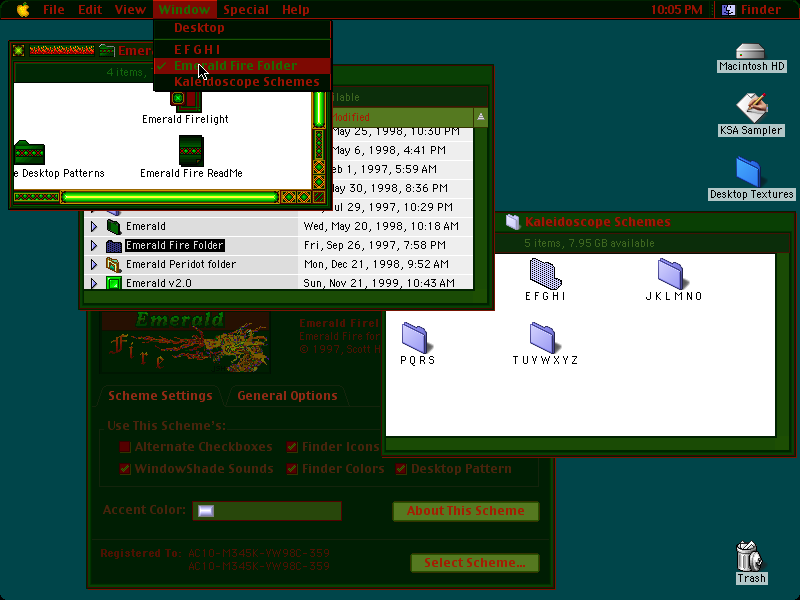 File Edit View Window Special Help 10:05 PM Finder
Desktop
E F G H I
Emerald Fire Folder
Kaleidoscope Schemes
Emera
4 items,
Emerald Firelight
e Desktop Patterns
Emerald Fire ReadMe
ilable
Modified
May 25, 1998, 10:30 PM
May 6, 1998, 4:41 PM
eb 1, 1997, 5:59 AM
ay 30, 1998, 8:36 PM
ul 29, 1997, 10:29 PM
Emerald Wed, May 20, 1998, 10:18 AM
Emerald Fire Folder Fri, Sep 26, 1997, 7:58 PM
Emerald Peridot folder Mon, Dec 21, 1998, 9:52 AM
Emerald v2.0 Sun, Nov 21, 1999, 10:43 AM
Kaleidoscope Schemes
5 items, 7.95 GB available
E F G H I
J K L M N O
P Q R S
T U V W X Y Z
Emerald
Fire
Emerald Firel
Emerald Fire for
© 1997, Scott H
Scheme Settings General Options
Use This Scheme's:
Alternate Checkboxes Finder Icons
WindowShade Sounds Finder Colors Desktop Pattern
Accent Color: About This Scheme
Registered To: AC10-M345K-YW98C-359
AC10-M345K-YW98C-359
Select Scheme...
Macintosh HD
KSA Sampler
Desktop Textures
Trash